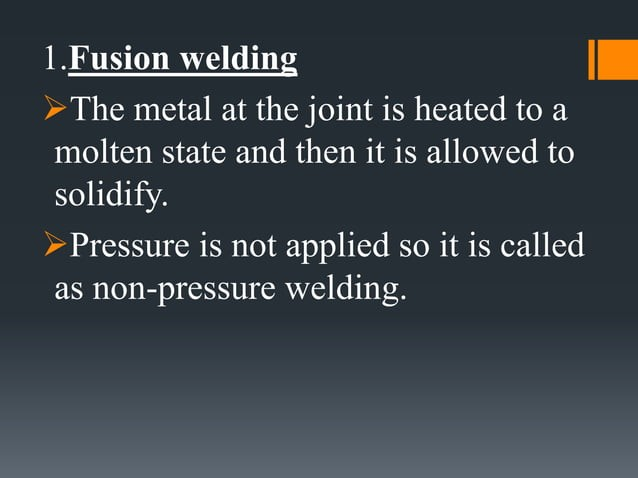 1.Fusion welding
➢The metal at the joint is heated to a
molten state and then it is allowed to
solidify.
➢Pressure is not applied so it is called
as non-pressure welding.